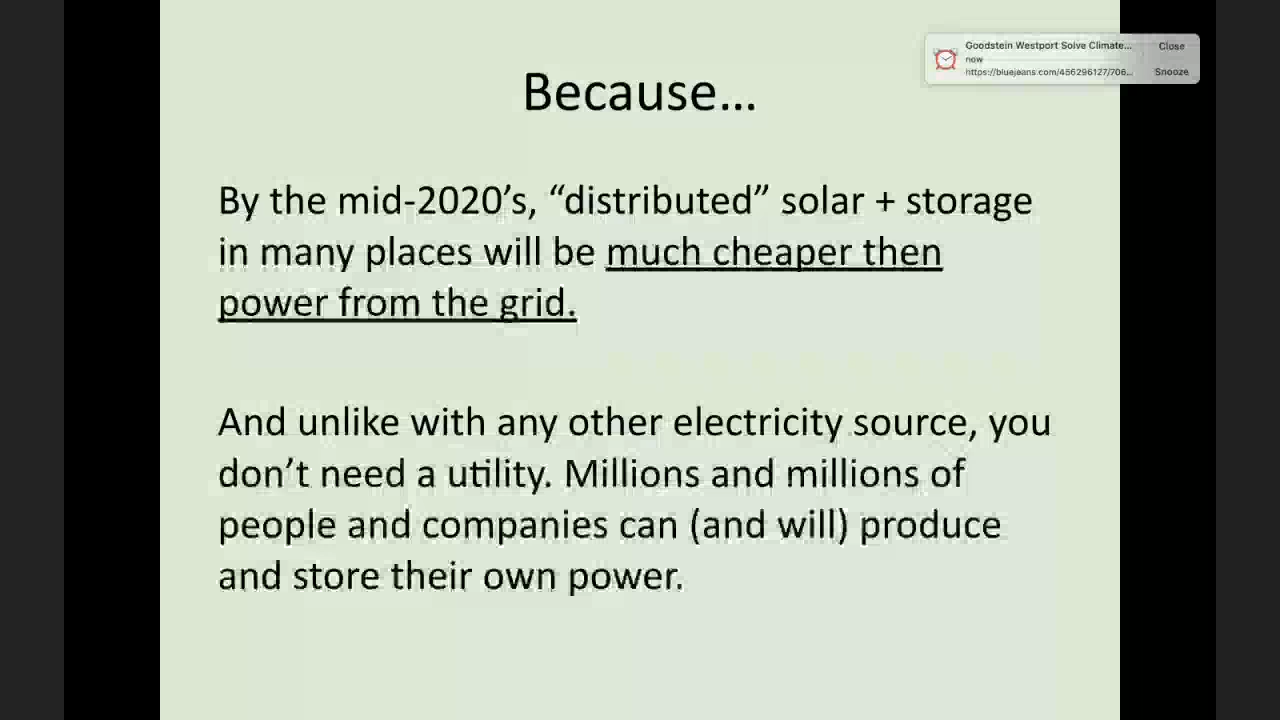 Because...
Goodstein Westport Solve Climate... Close
now
https://bluejeans.com/456296127/706... Snooze
By the mid-2020’s, “distributed” solar + storage
in many places will be much cheaper then
power from the grid.
And unlike with any other electricity source, you
don’t need a utility. Millions and millions of
people and companies can (and will) produce
and store their own power.